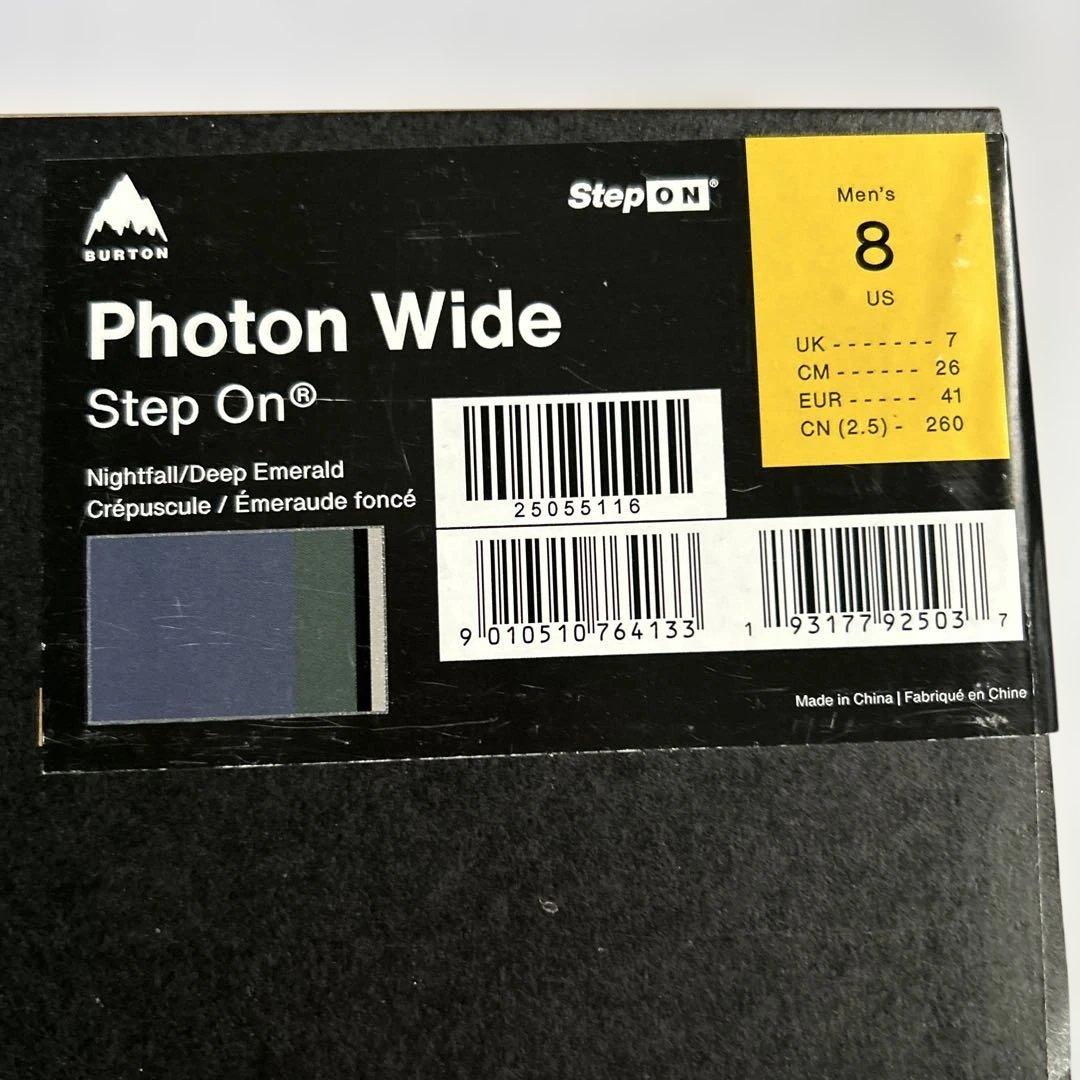 BURTON
StepON®
Photon Wide
Step On®
Nightfall/Deep Emerald
Crépuscule / Émeraude foncé
Men's
8
US
UK ------- 7
CM ------ 26
EUR ----- 41
CN (2.5) - 260
25055116
9 010510 764133
1 93177 92503 7
Made in China | Fabriqué en Chine